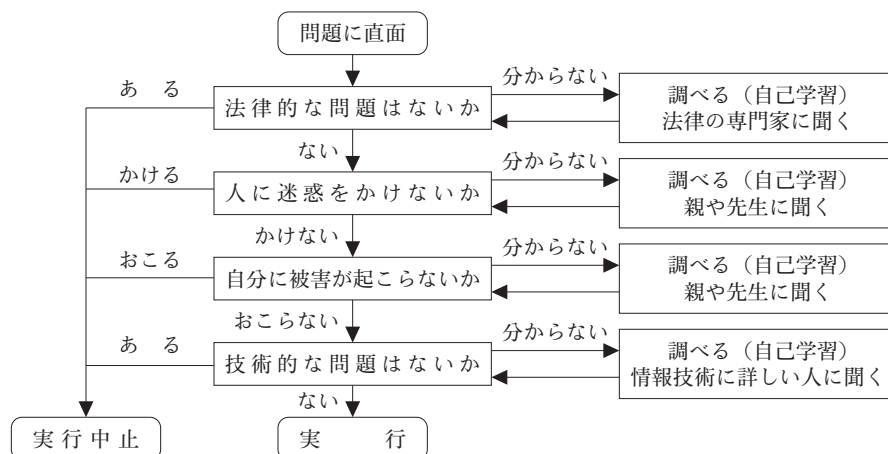 問題に直面
ある
法律的な問題はないか
分からない
調べる（自己学習）
法律の専門家に聞く
ない
かける
人に迷惑をかけないか
分からない
調べる（自己学習）
親や先生に聞く
かけない
おこる
自分に被害が起こらないか
分からない
調べる（自己学習）
親や先生に聞く
おこらない
ある
技術的な問題はないか
分からない
調べる（自己学習）
情報技術に詳しい人に聞く
ない
実行中止
実行